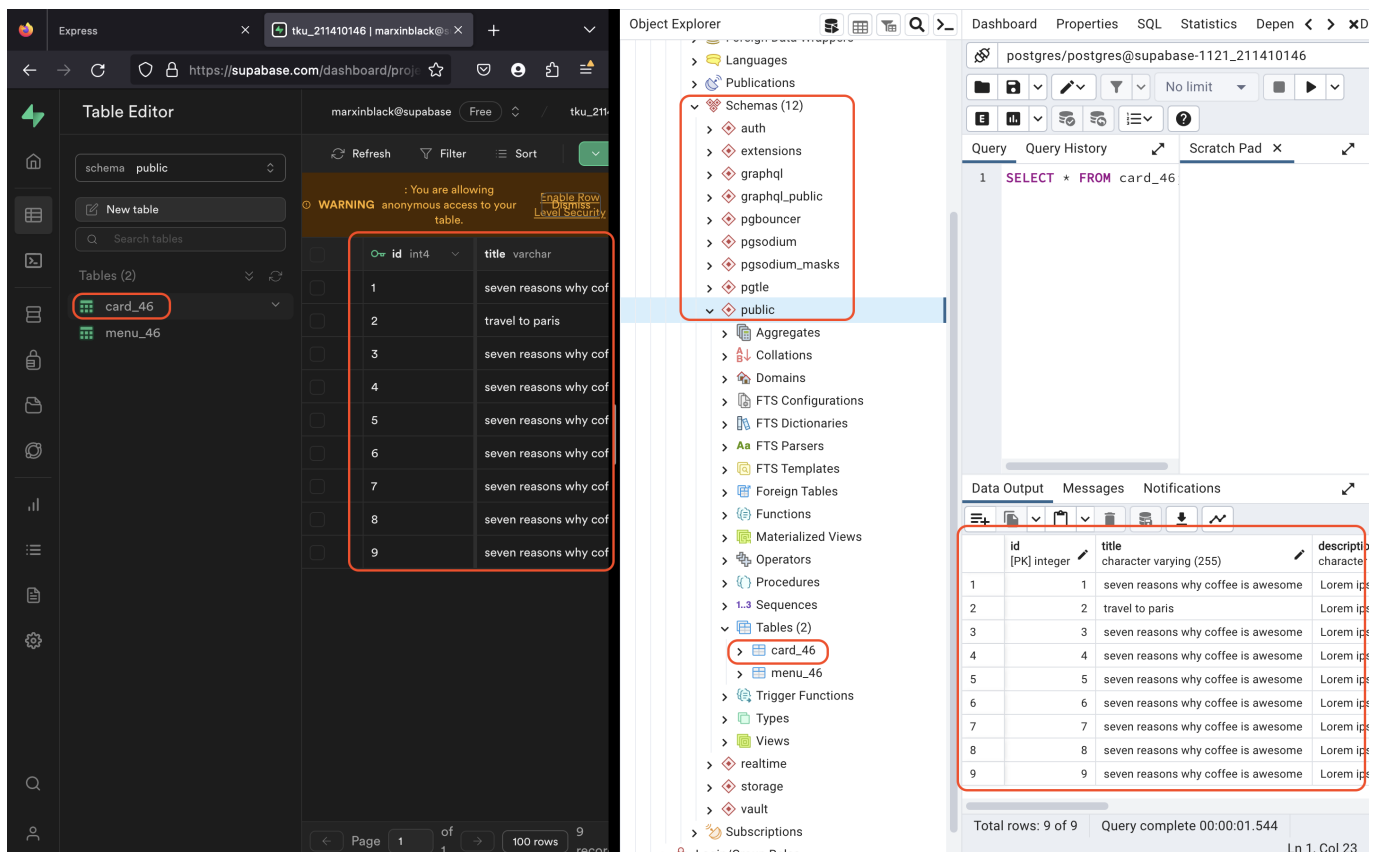 Express
tku_211410146 | marxinblack@s
https://supabase.com/dashboard/proje
Table Editor
marxinblack@supabase Free
tku_211
schema public
Refresh Filter Sort
New table
WARNING : You are allowing anonymous access to your table.
Enable Row Level Security
Dismiss
Search tables
Tables (2)
card_46
menu_46
id int4 title varchar
1 seven reasons why cof
2 travel to paris
3 seven reasons why cof
4 seven reasons why cof
5 seven reasons why cof
6 seven reasons why cof
7 seven reasons why cof
8 seven reasons why cof
9 seven reasons why cof
Page 1 of 1 100 rows 9 recor
Object Explorer
Foreign Data Wrappers
Languages
Publications
Schemas (12)
auth
extensions
graphql
graphql_public
pgbouncer
pgsodium
pgsodium_masks
pgtle
public
Aggregates
Collations
Domains
FTS Configurations
FTS Dictionaries
Aa FTS Parsers
FTS Templates
Foreign Tables
Functions
Materialized Views
Operators
Procedures
1..3 Sequences
Tables (2)
card_46
menu_46
Trigger Functions
Types
Views
realtime
storage
vault
Subscriptions
Dashboard Properties SQL Statistics Depen
postgres/postgres@supabase-1121_211410146
No limit
Query Query History Scratch Pad
1 SELECT * FROM card_46
Data Output Messages Notifications
id title descriptio
[PK] integer character varying (255) character
1 1 seven reasons why coffee is awesome Lorem ips
2 2 travel to paris Lorem ips
3 3 seven reasons why coffee is awesome Lorem ips
4 4 seven reasons why coffee is awesome Lorem ips
5 5 seven reasons why coffee is awesome Lorem ips
6 6 seven reasons why coffee is awesome Lorem ips
7 7 seven reasons why coffee is awesome Lorem ips
8 8 seven reasons why coffee is awesome Lorem ips
9 9 seven reasons why coffee is awesome Lorem ips
Total rows: 9 of 9 Query complete 00:00:01.544
Ln 1, Col 23